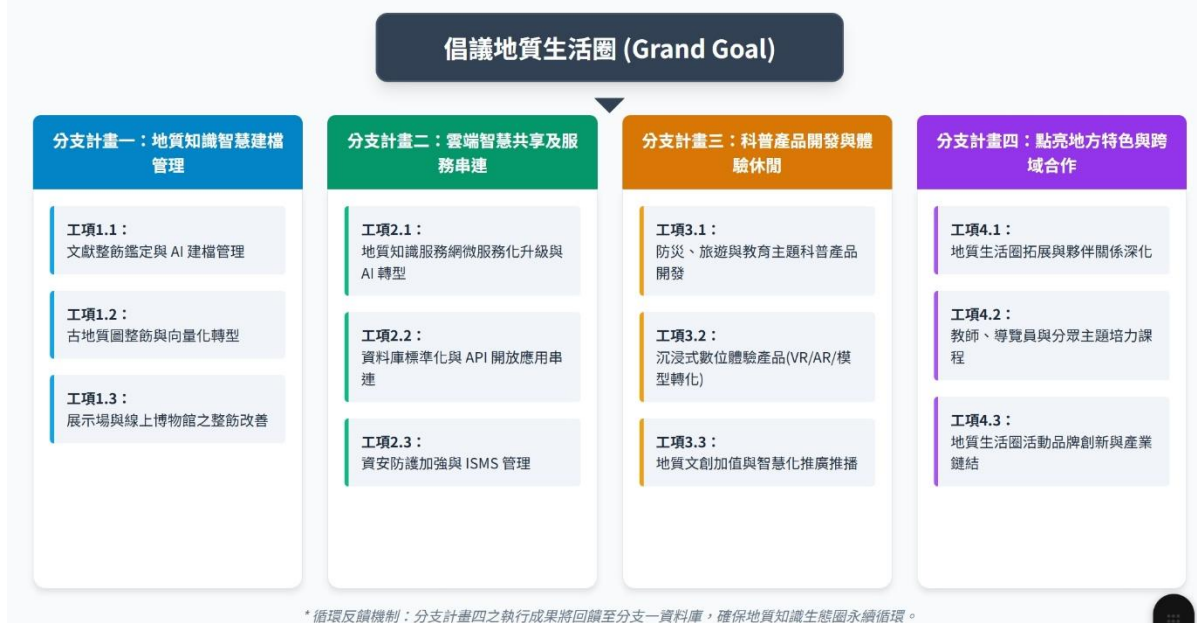 倡議地質生活圈 (Grand Goal)
分支計畫一：地質知識智慧建檔
管理
工項1.1：
文獻整飭鑑定與 AI 建檔管理
工項1.2：
古地質圖整飭與向量化轉型
工項1.3：
展示場與線上博物館之整飭改善
分支計畫二：雲端智慧共享及服
務串連
工項2.1：
地質知識服務網微服務化升級與
AI 轉型
工項2.2：
資料庫標準化與 API 開放應用串
連
工項2.3：
資安防護加強與 ISMS 管理
分支計畫三：科普產品開發與體
驗休閒
工項3.1：
防災、旅遊與教育主題科普產品
開發
工項3.2：
沉浸式數位體驗產品(VR/AR/模
型轉化)
工項3.3：
地質文創加值與智慧化推廣推播
分支計畫四：點亮地方特色與跨
域合作
工項4.1：
地質生活圈拓展與夥伴關係深化
工項4.2：
教師、導覽員與分眾主題培力課
程
工項4.3：
地質生活圈活動品牌創新與產業
鏈結
* 循環反饋機制：分支計畫四之執行成果將回饋至分支一資料庫，確保地質知識生態圈永續循環。